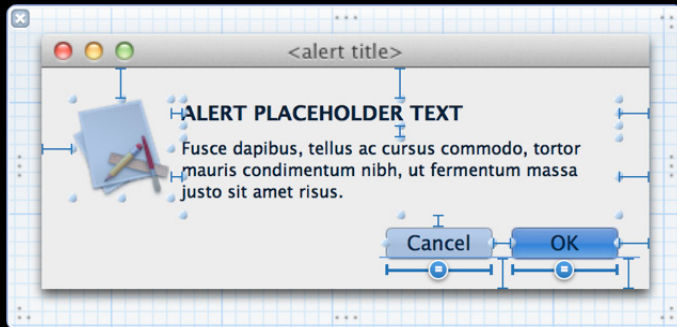 <alert title>
ALERT PLACEHOLDER TEXT
Fusce dapibus, tellus ac cursus commodo, tortor
mauris condimentum nibh, ut fermentum massa
justo sit amet risus.
Cancel OK